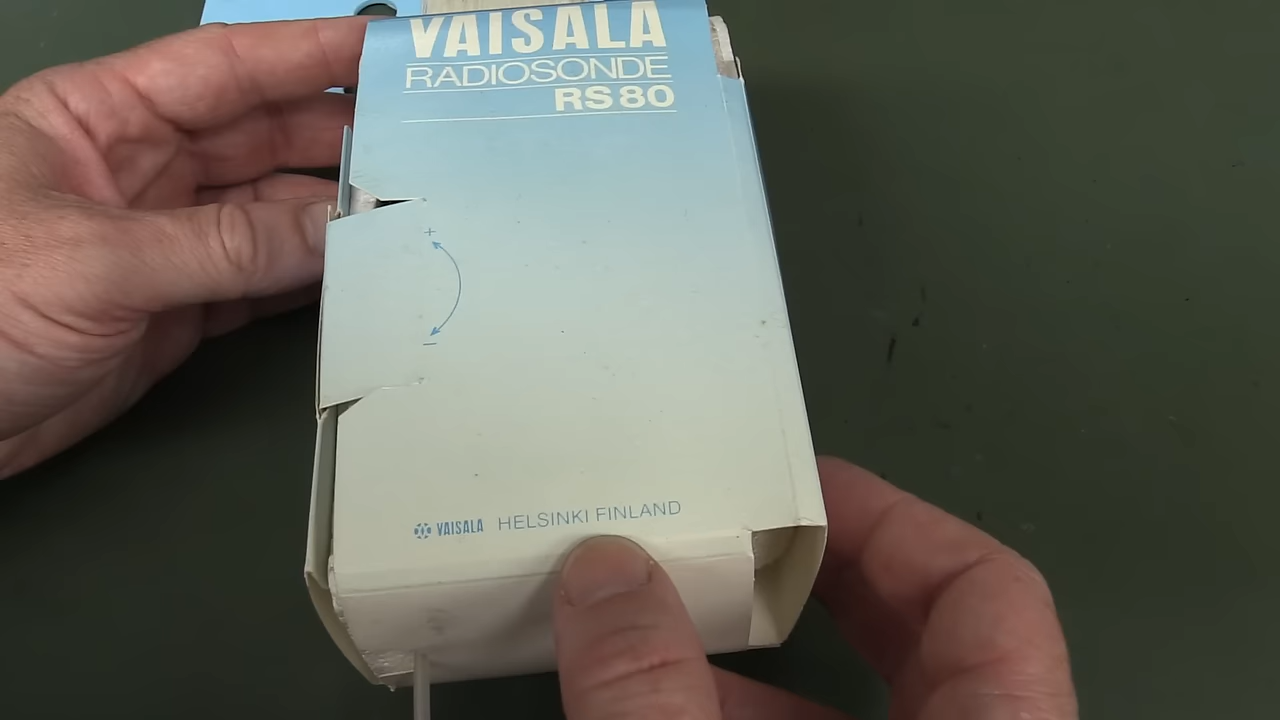 VAISALA
RADIOSONDE
RS 80
+
–
VAISALA HELSINKI FINLAND